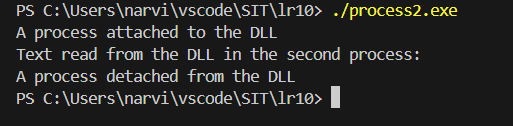 PS C:\Users\narvi\vscode\SIT\lr10> ./process2.exe
A process attached to the DLL
Text read from the DLL in the second process:
A process detached from the DLL
PS C:\Users\narvi\vscode\SIT\lr10>